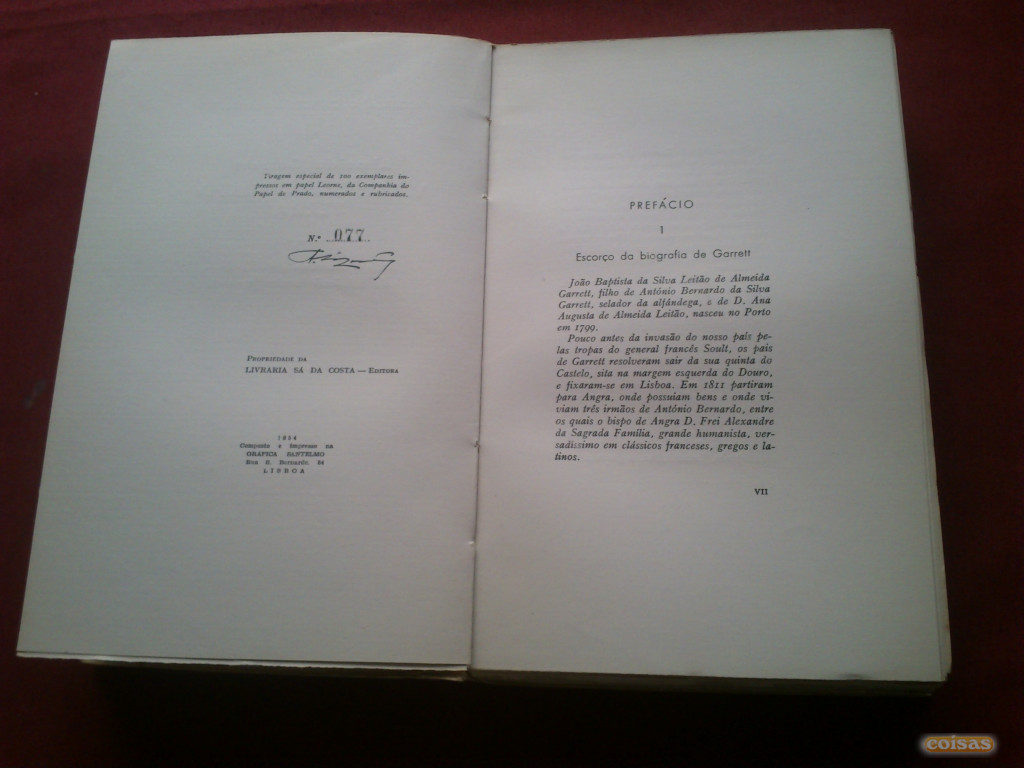 Tiragem especial de 100 exemplares im-
pressos em papel Leorne, da Companhia do
Papel do Prado, numerados e rubricados.
N.º 077
PROPRIEDADE DA
LIVRARIA SÁ DA COSTA — EDITORA
1954
Composto e impresso na
GRÁFICA SANTELMO
Rua S. Bernardo, 84
LISBOA
PREFÁCIO
I
Escorço da biografia de Garrett
João Baptista da Silva Leitão de Almeida
Garrett, filho de António Bernardo da Silva
Garrett, selador da alfândega, e de D. Ana
Augusta de Almeida Leitão, nasceu no Porto
em 1799.
Pouco antes da invasão do nosso país pe-
las tropas do general francês Soult, os pais
de Garrett resolveram sair da sua quinta do
Castelo, sita na margem esquerda do Douro,
e fixaram-se em Lisboa. Em 1811 partiram
para Angra, onde possuíam bens e onde vi-
viam três irmãos de António Bernardo, entre
os quais o bispo de Angra D. Frei Alexandre
da Sagrada Família, grande humanista, ver-
sadíssimo em clássicos franceses, gregos e la-
tinos.
VII
coisas